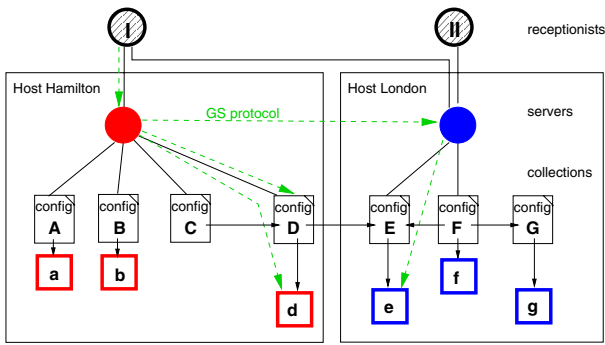 I
II
receptionists
Host Hamilton
Host London
GS protocol
servers
collections
config
A
config
B
config
C
config
D
config
E
config
F
config
G
a
b
d
e
f
g